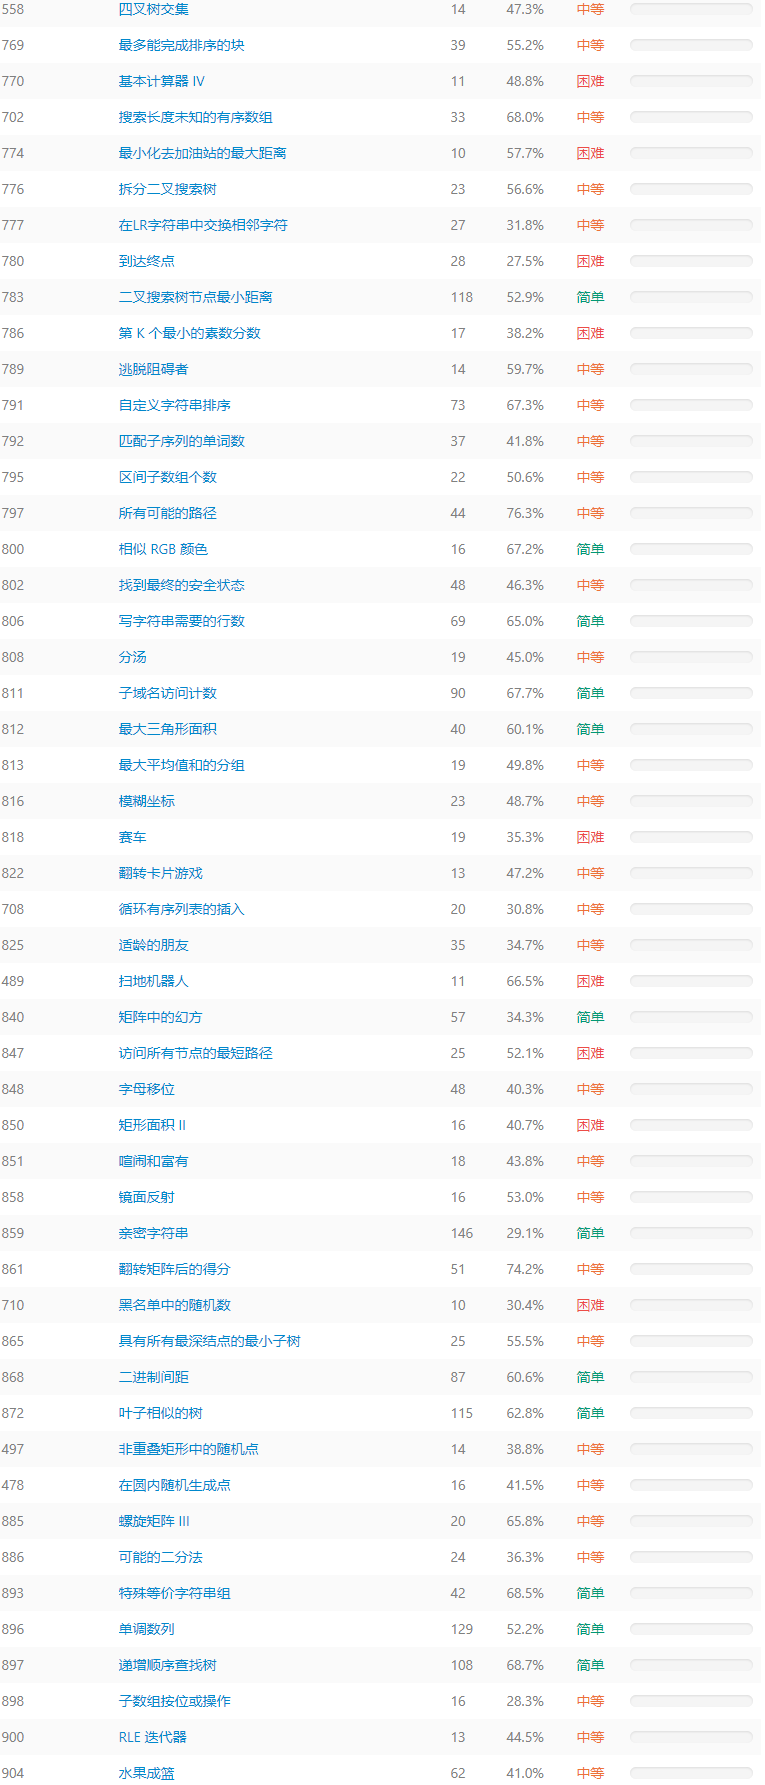 558 四叉树交集 14 47.3% 中等
769 最多能完成排序的块 39 55.2% 中等
770 基本计算器 IV 11 48.8% 困难
702 搜索长度未知的有序数组 33 68.0% 中等
774 最小化去加油站的最大距离 10 57.7% 困难
776 拆分二叉搜索树 23 56.6% 中等
777 在LR字符串中交换相邻字符 27 31.8% 中等
780 到达终点 28 27.5% 困难
783 二叉搜索树节点最小距离 118 52.9% 简单
786 第 K 个最小的素数分数 17 38.2% 困难
789 逃脱阻碍者 14 59.7% 中等
791 自定义字符串排序 73 67.3% 中等
792 匹配子序列的单词数 37 41.8% 中等
795 区间子数组个数 22 50.6% 中等
797 所有可能的路径 44 76.3% 中等
800 相似 RGB 颜色 16 67.2% 简单
802 找到最终的安全状态 48 46.3% 中等
806 写字符串需要的行数 69 65.0% 简单
808 分汤 19 45.0% 中等
811 子域名访问计数 90 67.7% 简单
812 最大三角形面积 40 60.1% 简单
813 最大平均值和的分组 19 49.8% 中等
816 模糊坐标 23 48.7% 中等
818 赛车 19 35.3% 困难
822 翻转卡片游戏 13 47.2% 中等
708 循环有序列表的插入 20 30.8% 中等
825 适龄的朋友 35 34.7% 中等
489 扫地机器人 11 66.5% 困难
840 矩阵中的幻方 57 34.3% 简单
847 访问所有节点的最短路径 25 52.1% 困难
848 字母移位 48 40.3% 中等
850 矩形面积 II 16 40.7% 困难
851 喧闹和富有 18 43.8% 中等
858 镜面反射 16 53.0% 中等
859 亲密字符串 146 29.1% 简单
861 翻转矩阵后的得分 51 74.2% 中等
710 黑名单中的随机数 10 30.4% 困难
865 具有所有最深结点的最小子树 25 55.5% 中等
868 二进制间距 87 60.6% 简单
872 叶子相似的树 115 62.8% 简单
497 非重叠矩形中的随机点 14 38.8% 中等
478 在圆内随机生成点 16 41.5% 中等
885 螺旋矩阵 III 20 65.8% 中等
886 可能的二分法 24 36.3% 中等
893 特殊等价字符串组 42 68.5% 简单
896 单调数列 129 52.2% 简单
897 递增顺序查找树 108 68.7% 简单
898 子数组按位或操作 16 28.3% 中等
900 RLE 迭代器 13 44.5% 中等
904 水果成篮 62 41.0% 中等